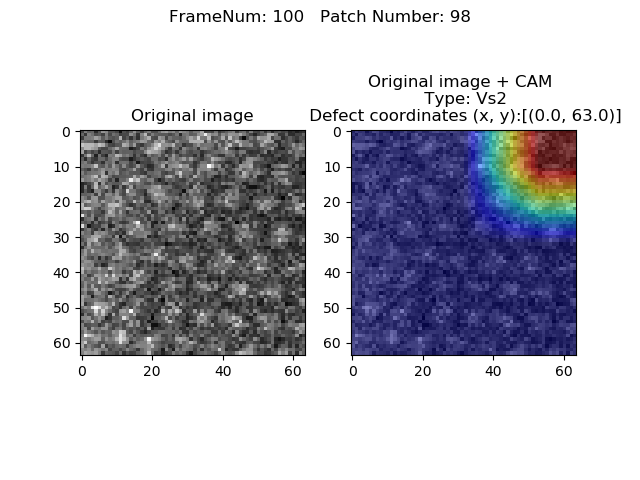 FrameNum: 100   Patch Number: 98
Original image
Original image + CAM
Type: Vs2
Defect coordinates (x, y):[(0.0, 63.0)]
0
10
20
30
40
50
60
0 20 40 60
0
10
20
30
40
50
60
0 20 40 60